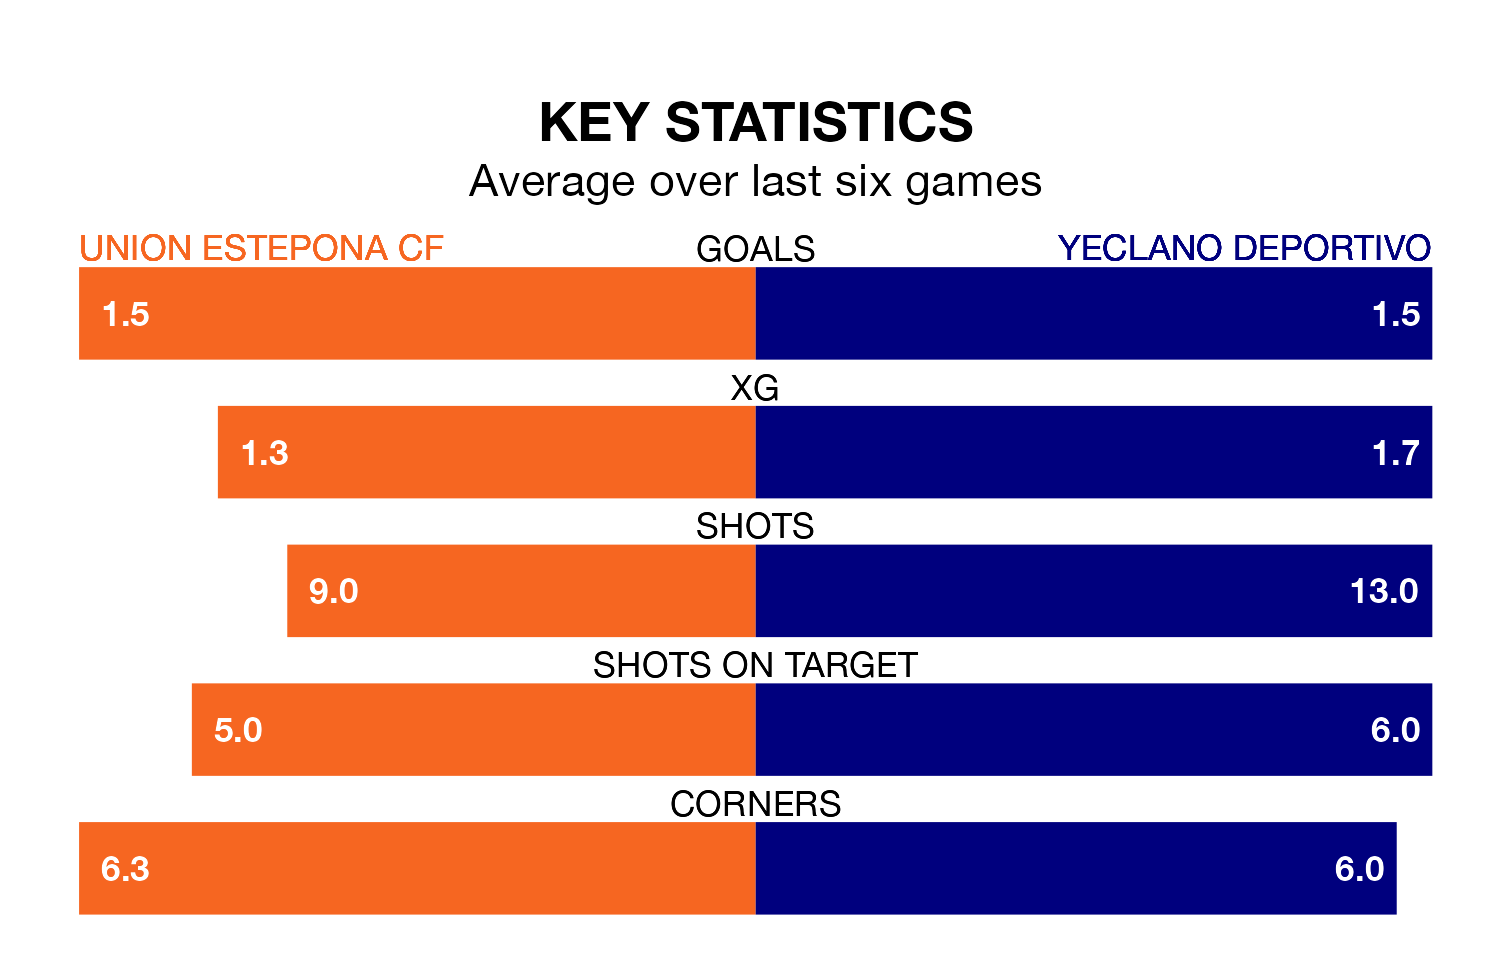 KEY STATISTICS
Average over last six games
UNION ESTEPONA CF GOALS YECLANO DEPORTIVO
1.5 1.5
XG
1.3 1.7
SHOTS
9.0 13.0
SHOTS ON TARGET
5.0 6.0
CORNERS
6.3 6.0